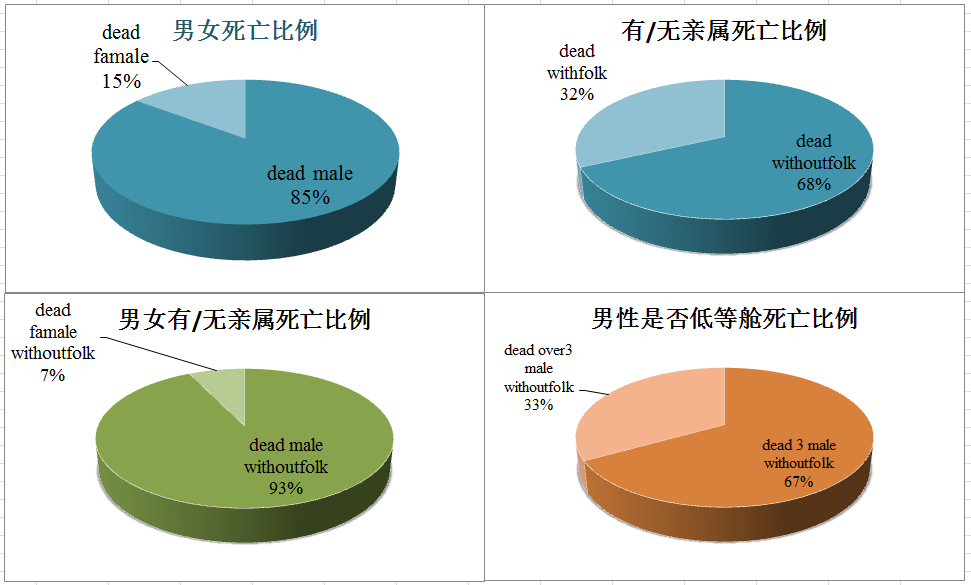 男女死亡比例
dead
famale
15%
dead male
85%
有/无亲属死亡比例
dead
withfolk
32%
dead
withoutfolk
68%
男女有/无亲属死亡比例
dead
famale
withoutfolk
7%
dead male
withoutfolk
93%
男性是否低等舱死亡比例
dead over3
male
withoutfolk
33%
dead 3 male
withoutfolk
67%